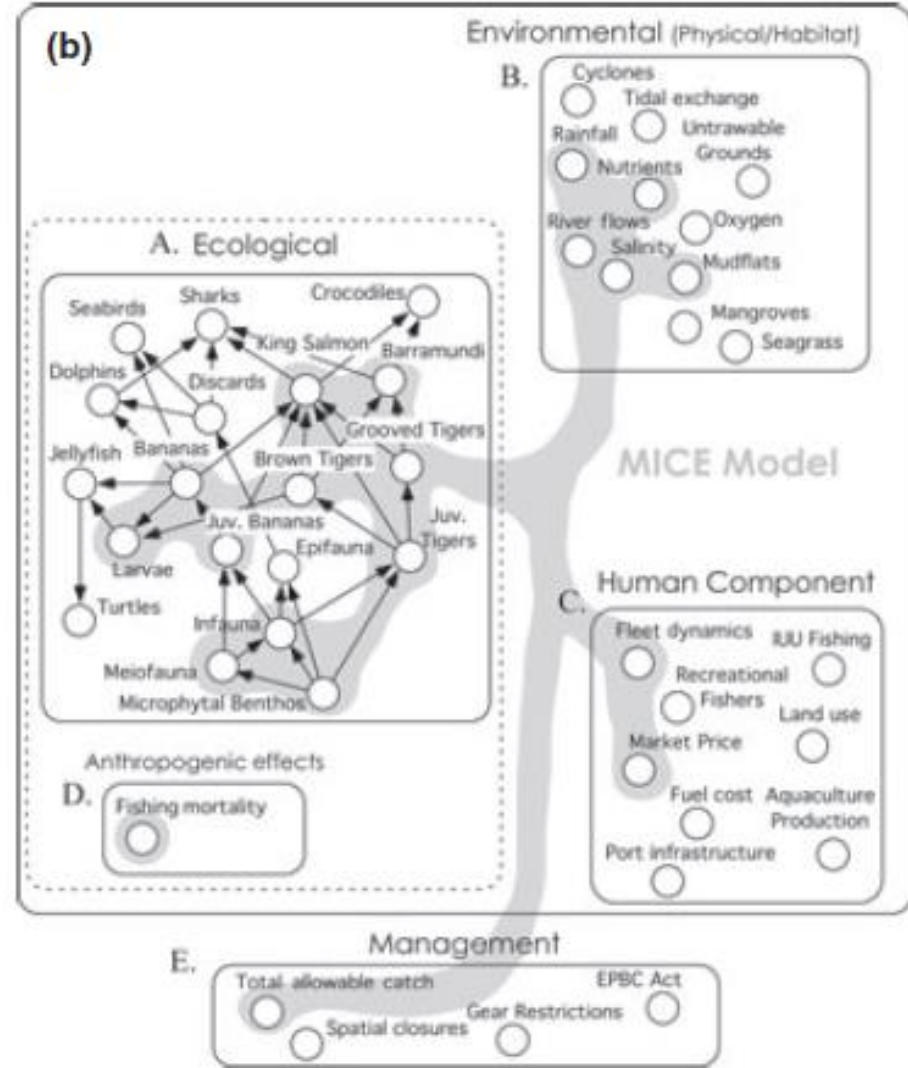 (b)
Environmental (Physical/Habitat)
B.
Cyclones
Tidal exchange
Rainfall
Untrawable
Grounds
Nutrients
River flows
Oxygen
Salinity
Mudflats
Mangroves
Seagrass
A. Ecological
Seabirds
Sharks
Crocodiles
King Salmon
Barramundi
Dolphins
Discards
Grooved Tigers
Jellyfish
Bananas
Brown Tigers
Juv. Bananas
Juv.
Tigers
Epifauna
Larvae
Turtles
Infauna
Meiofauna
Microphytal Benthos
MICE Model
Human Component
C.
Fleet dynamics
IUU Fishing
Recreational
Fishers
Land use
Market Price
Fuel cost
Aquaculture
Production
Port infrastructure
Anthropogenic effects
D.
Fishing mortality
Management
E.
Total allowable catch
EPBC Act
Spatial closures
Gear Restrictions